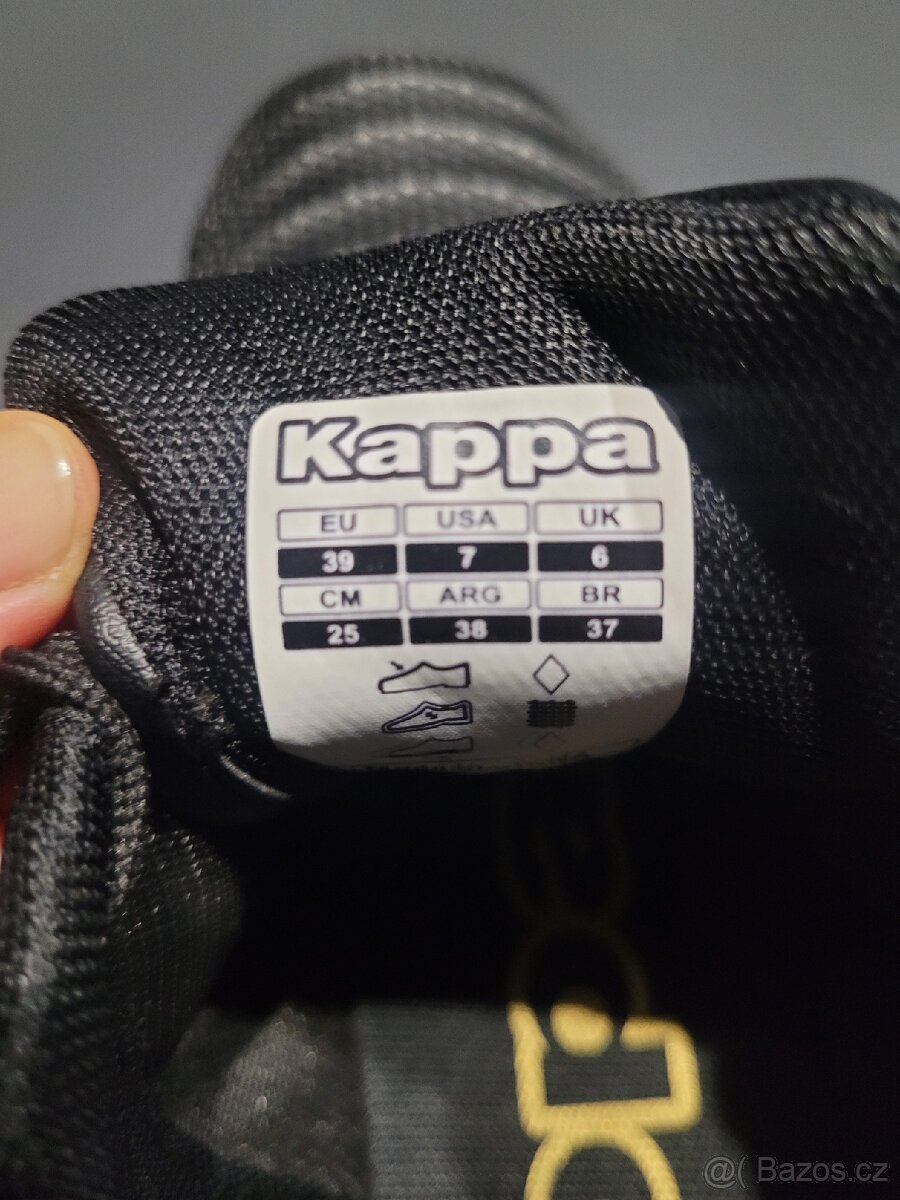 Kappa
EU USA UK
39 7 6
CM ARG BR
25 38 37
@( Bazos.cz